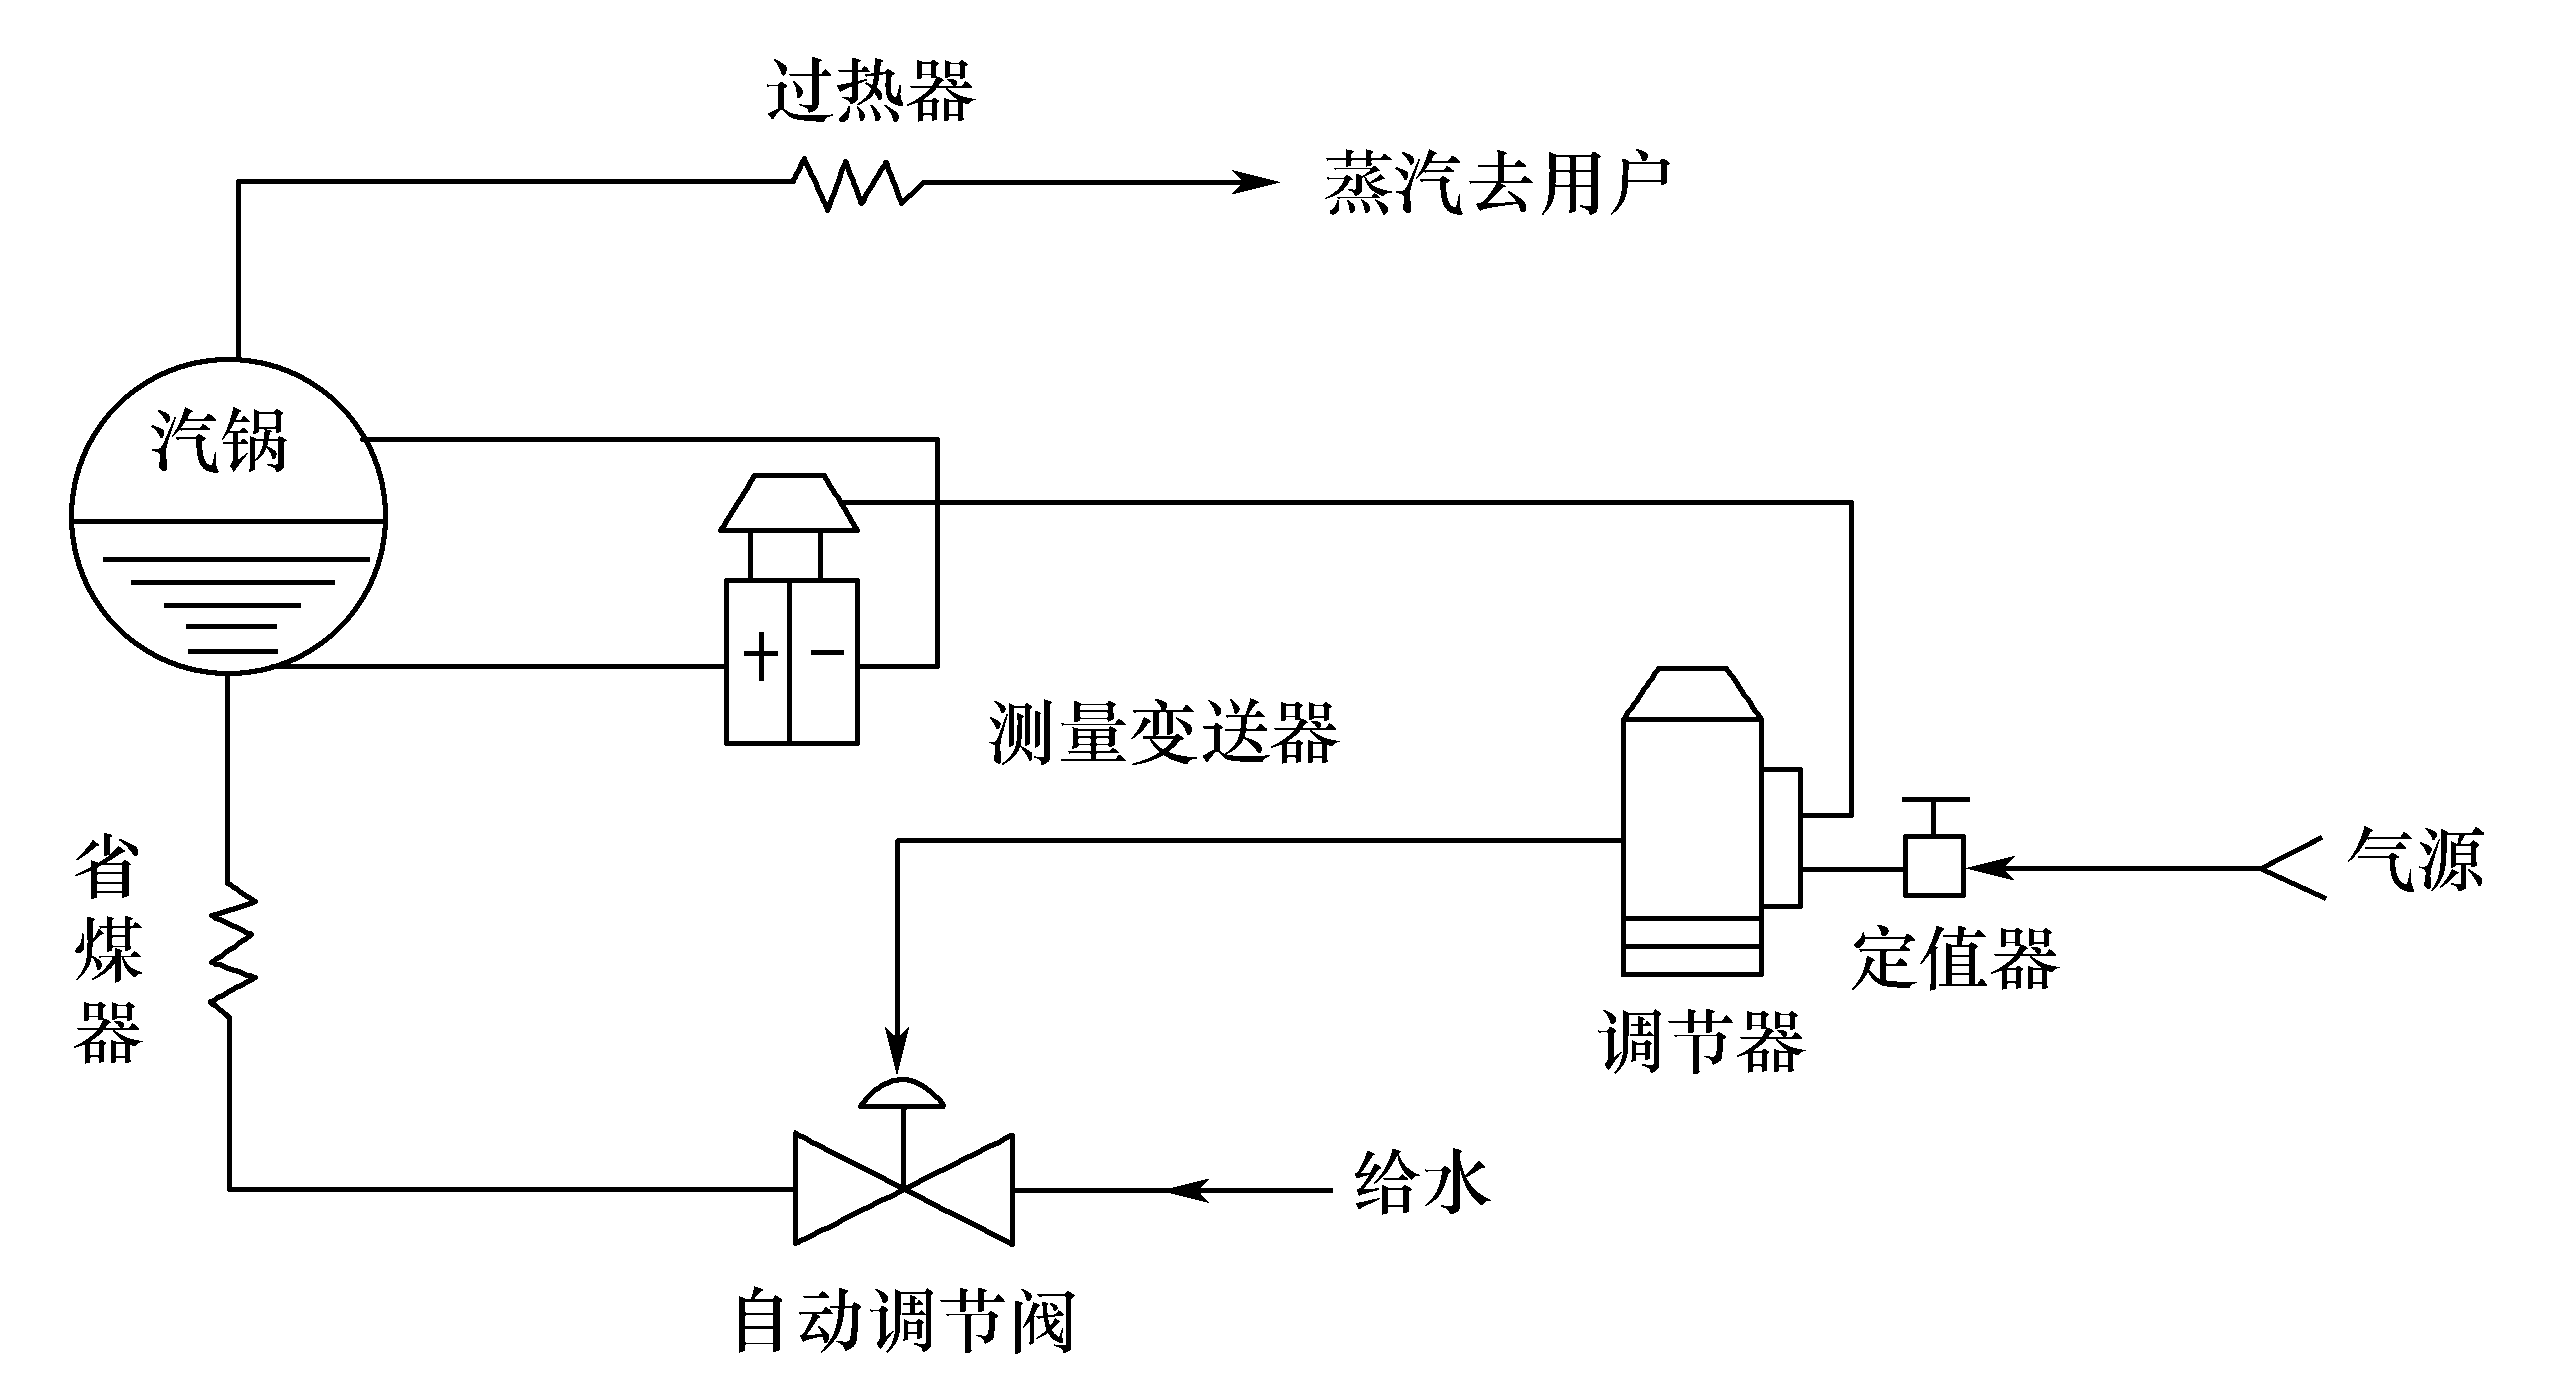 过热器
蒸汽去用户
汽锅
+ −
测量变送器
省煤器
气源
定值器
调节器
给水
自动调节阀